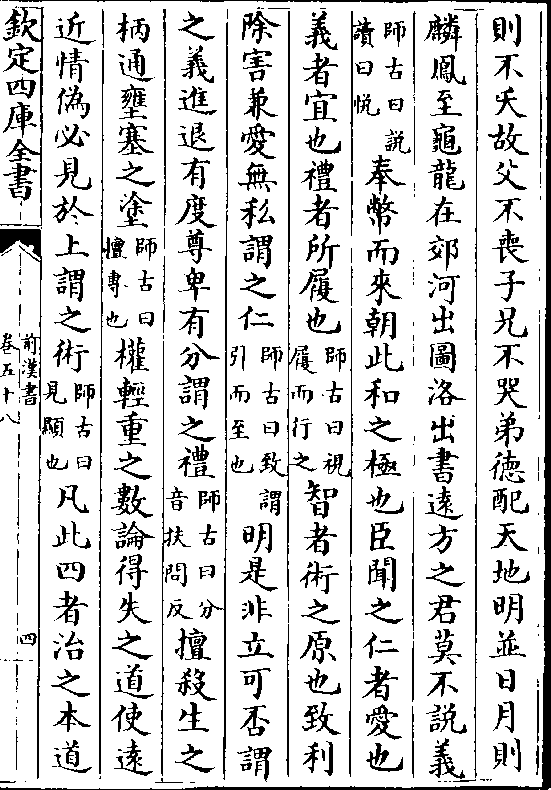 則不夭故父不喪子兄不哭弟德配天地明並日月則
麟鳳至龜龍在郊河出圖洛出書遠方之君莫不說義
師古曰説
讀曰悦
奉幣而來朝此和之極也臣聞之仁者愛也
義者宜也禮者所履也
師古曰視
履而行之
智者術之原也致利
除害兼愛無私謂之仁
師古曰致謂
引而至也
明是非立可否謂
之義進退有度尊卑有分謂之禮
師古曰分
音扶問反
擅殺生之
柄通壅塞之塗
師古曰
擅專也
權輕重之數論得失之道使遠
近情偽必見於上謂之術
師古曰
見顯也
凡此四者治之本道
欽定四庫全書
前漢書
卷五十八
四